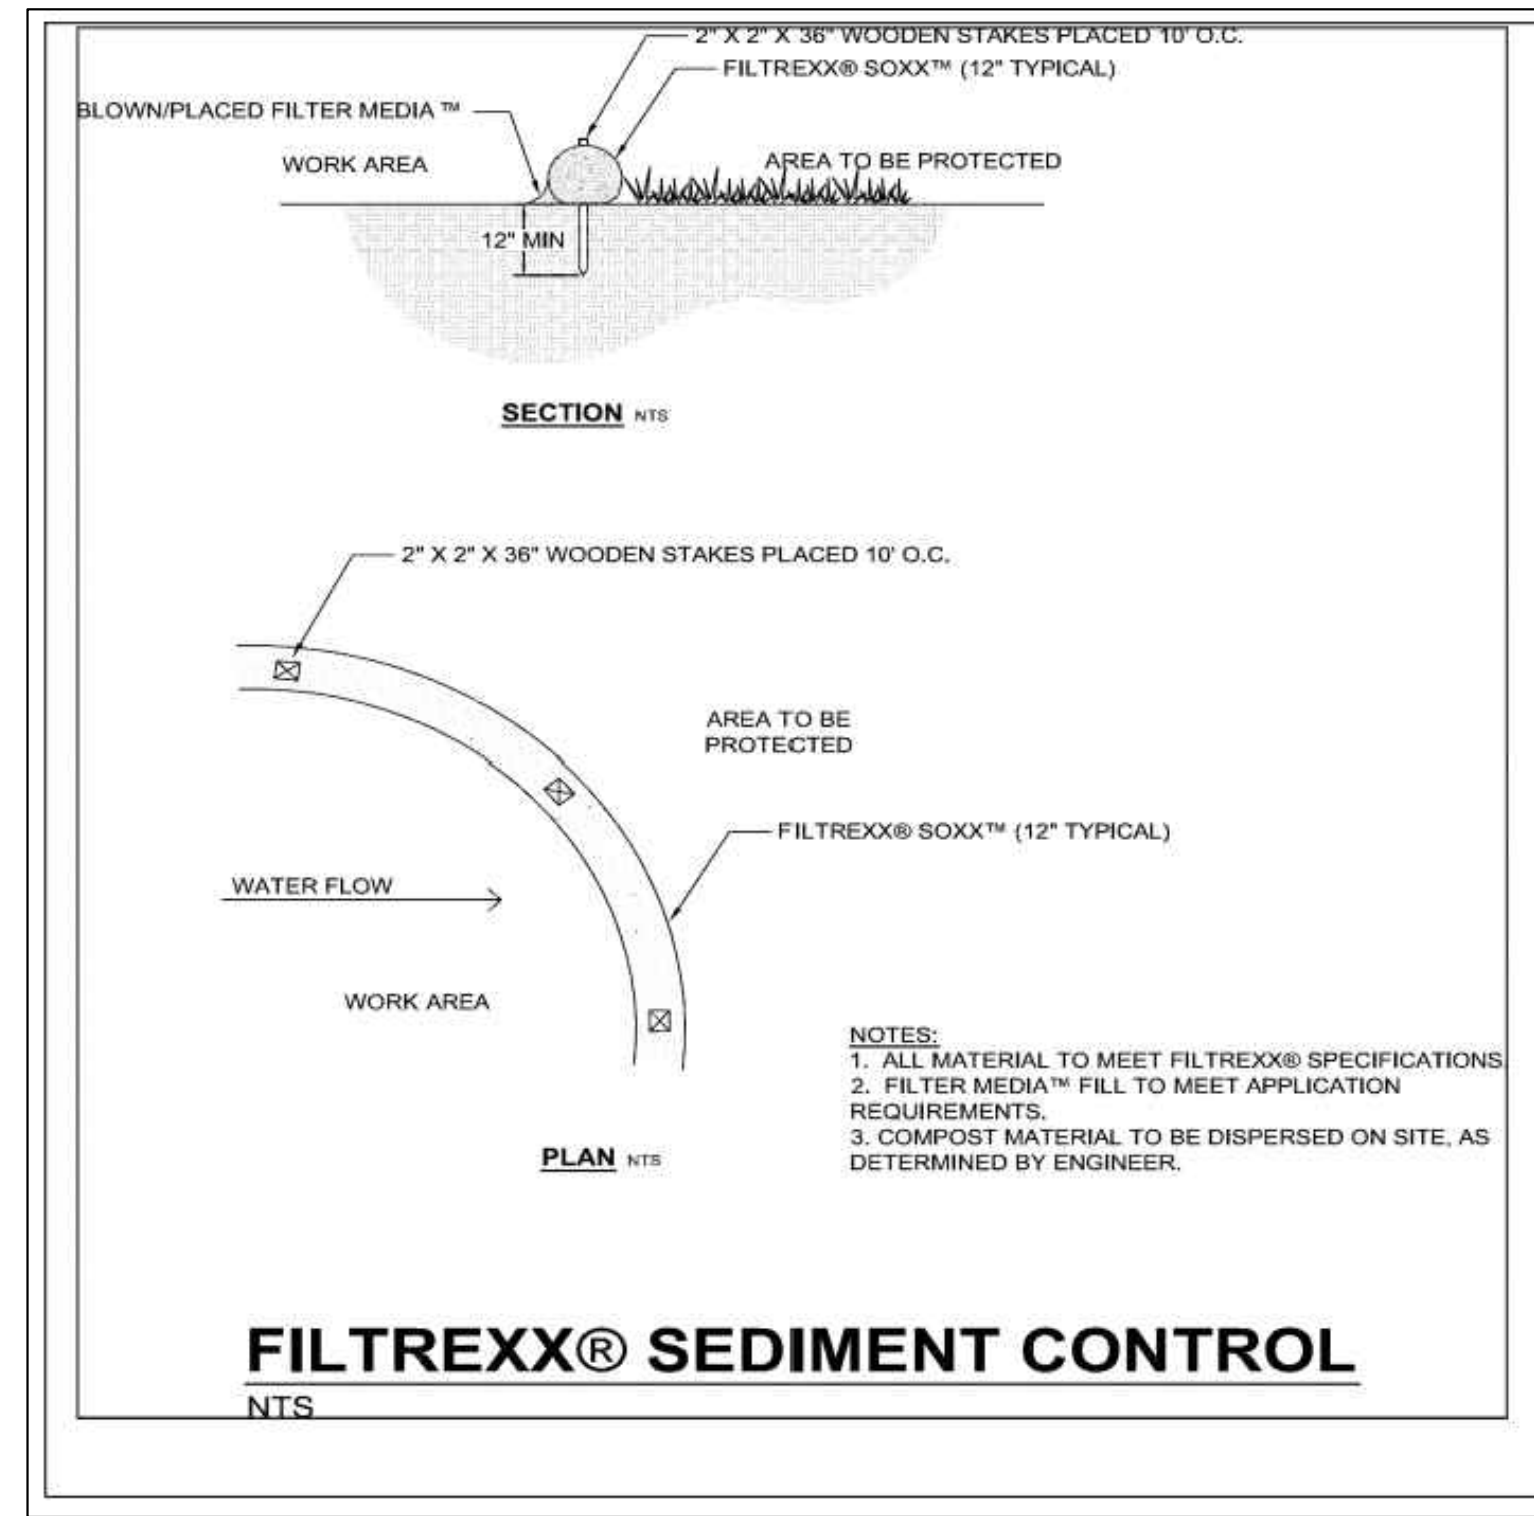 2" X 2" X 36" WOODEN STAKES PLACED 10' O.C.
FILTREXX® SOXX™ (12" TYPICAL)
BLOWN/PLACED FILTER MEDIA ™
WORK AREA
AREA TO BE PROTECTED
12" MIN
SECTION NTS
2" X 2" X 36" WOODEN STAKES PLACED 10' O.C.
AREA TO BE
PROTECTED
FILTREXX® SOXX™ (12" TYPICAL)
WATER FLOW
WORK AREA
NOTES:
1. ALL MATERIAL TO MEET FILTREXX® SPECIFICATIONS.
2. FILTER MEDIA™ FILL TO MEET APPLICATION
REQUIREMENTS.
3. COMPOST MATERIAL TO BE DISPERSED ON SITE, AS
DETERMINED BY ENGINEER.
PLAN NTS
FILTREXX® SEDIMENT CONTROL
NTS